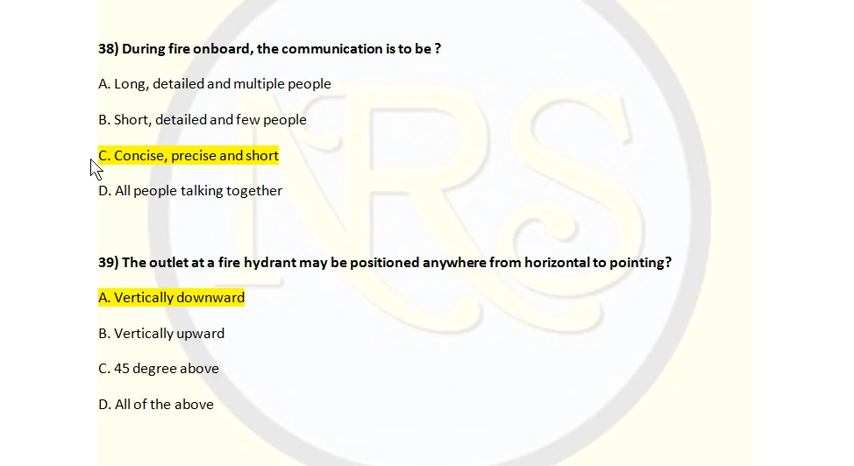 38) During fire onboard, the communication is to be ?
A. Long, detailed and multiple people
B. Short, detailed and few people
C. Concise, precise and short
D. All people talking together
39) The outlet at a fire hydrant may be positioned anywhere from horizontal to pointing?
A. Vertically downward
B. Vertically upward
C. 45 degree above
D. All of the above
NRS